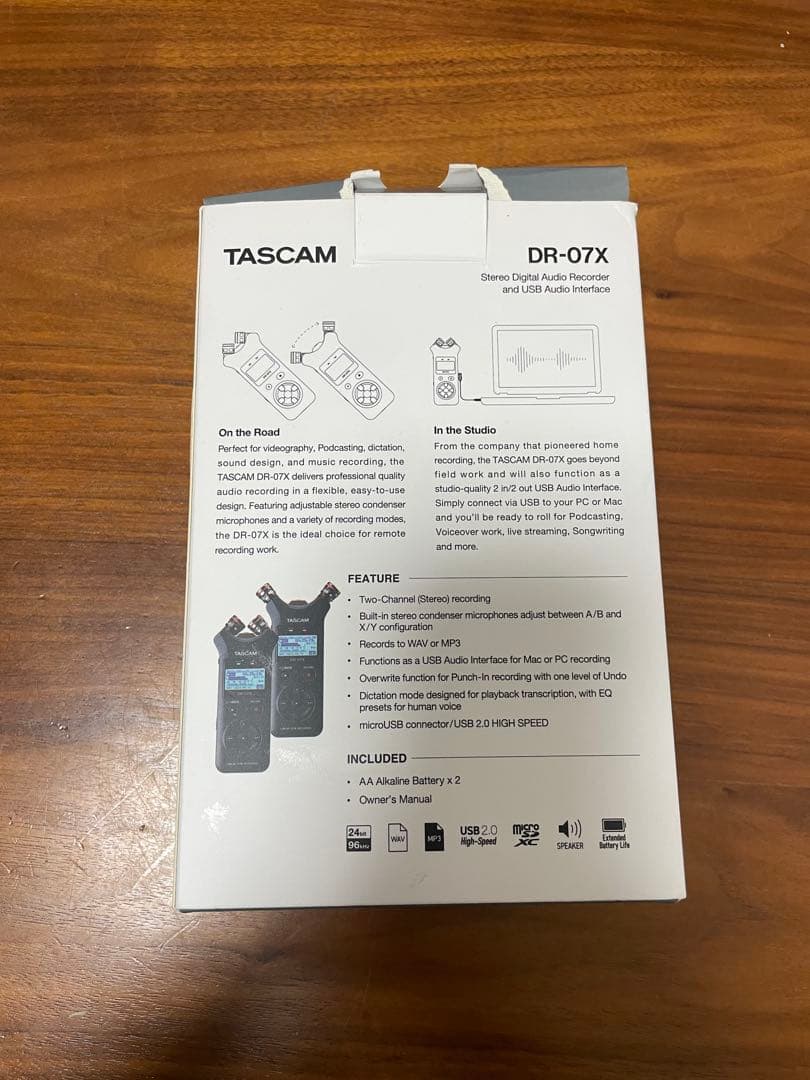 TASCAM
DR-07X
Stereo Digital Audio Recorder
and USB Audio Interface
On the Road
Perfect for videography, Podcasting, dictation,
sound design, and music recording, the
TASCAM DR-07X delivers professional quality
audio recording in a flexible, easy-to-use
design. Featuring adjustable stereo condenser
microphones and a variety of recording modes,
the DR-07X is the ideal choice for remote
recording work.
In the Studio
From the company that pioneered home
recording, the TASCAM DR-07X goes beyond
field work and will also function as a
studio-quality 2 in/2 out USB Audio Interface.
Simply connect via USB to your PC or Mac
and you'll be ready to roll for Podcasting,
Voiceover work, live streaming, Songwriting
and more.
TASCAM
TASCAM
FEATURE
• Two-Channel (Stereo) recording
• Built-in stereo condenser microphones adjust between A/B and
X/Y configuration
• Records to WAV or MP3
• Functions as a USB Audio Interface for Mac or PC recording
• Overwrite function for Punch-In recording with one level of Undo
• Dictation mode designed for playback transcription, with EQ
presets for human voice
• microUSB connector/USB 2.0 HIGH SPEED
INCLUDED
• AA Alkaline Battery x 2
• Owner's Manual
24bit
96kHz
WAV
MP3
USB 2.0
High-Speed
micro
SD
XC
SPEAKER
Extended
Battery Life